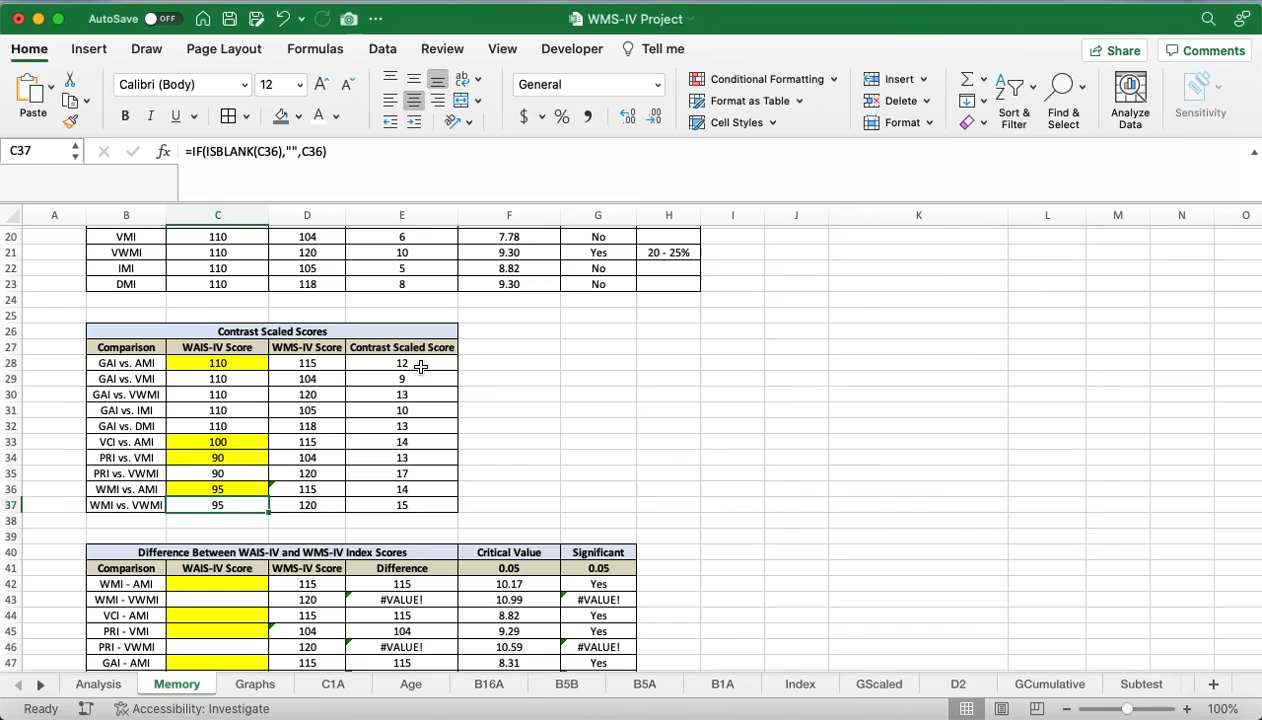 AutoSave OFF WMS-IV Project
Home Insert Draw Page Layout Formulas Data Review View Developer Tell me Share Comments
Paste Calibri (Body) 12 B I U A General $ % Conditional Formatting Format as Table Cell Styles Insert Delete Format Sort & Filter Find & Select Analyze Data Sensitivity
C37 fx =IF(ISBLANK(C36),"",C36)
A B C D E F G H I J K L M N O
20 VMI 110 104 6 7.78 No
21 VWMI 110 120 10 9.30 Yes 20 - 25%
22 IMI 110 105 5 8.82 No
23 DMI 110 118 8 9.30 No
24
25
26 Contrast Scaled Scores
27 Comparison WAIS-IV Score WMS-IV Score Contrast Scaled Score
28 GAI vs. AMI 110 115 12
29 GAI vs. VMI 110 104 9
30 GAI vs. VWMI 110 120 13
31 GAI vs. IMI 110 105 10
32 GAI vs. DMI 110 118 13
33 VCI vs. AMI 100 115 14
34 PRI vs. VMI 90 104 13
35 PRI vs. VWMI 90 120 17
36 WMI vs. AMI 95 115 14
37 WMI vs. VWMI 95 120 15
38
39
40 Difference Between WAIS-IV and WMS-IV Index Scores Critical Value Significant
41 Comparison WAIS-IV Score WMS-IV Score Difference 0.05 0.05
42 WMI - AMI 115 115 10.17 Yes
43 WMI - VWMI 120 #VALUE! 10.99 #VALUE!
44 VCI - AMI 115 115 8.82 Yes
45 PRI - VMI 104 104 9.29 Yes
46 PRI - VWMI 120 #VALUE! 10.59 #VALUE!
47 GAI - AMI 115 115 8.31 Yes
Analysis Memory Graphs C1A Age B16A B5B B5A B1A Index GScaled D2 GCumulative Subtest
Ready Accessibility: Investigate 100%